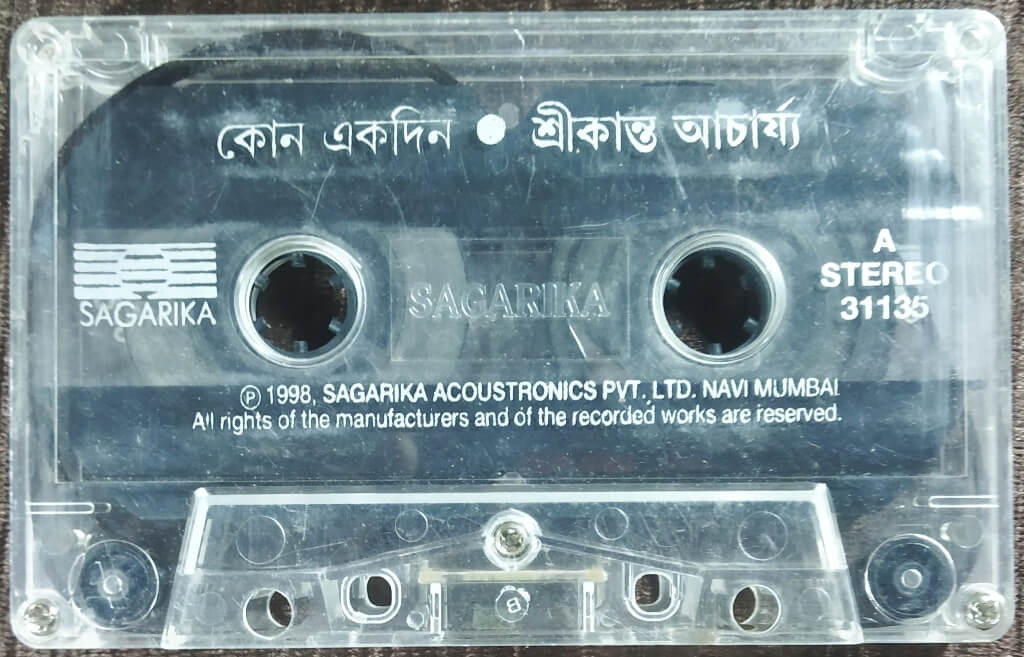 কোন একদিন ● শ্রীকান্ত আচার্য্য
SAGARIKA
SAGARIKA
A
STEREO
31135
Ⓟ 1998, SAGARIKA ACOUSTRONICS PVT. LTD. NAVI MUMBAI
All rights of the manufacturers and of the recorded works are reserved.
B